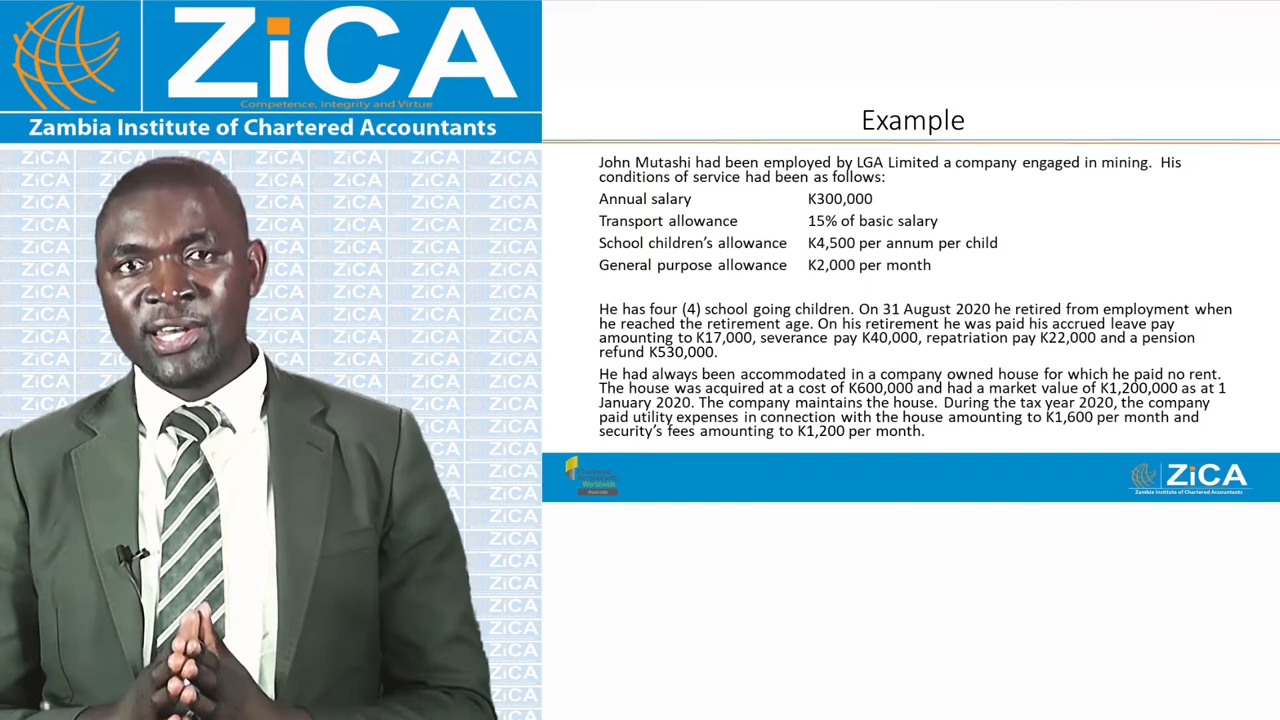 ZiCA
Competence, Integrity and Virtue
Zambia Institute of Chartered Accountants
Example
John Mutashi had been employed by LGA Limited a company engaged in mining. His
conditions of service had been as follows:
Annual salary K300,000
Transport allowance 15% of basic salary
School children's allowance K4,500 per annum per child
General purpose allowance K2,000 per month
He has four (4) school going children. On 31 August 2020 he retired from employment when
he reached the retirement age. On his retirement he was paid his accrued leave pay
amounting to K17,000, severance pay K40,000, repatriation pay K22,000 and a pension
refund K530,000.
He had always been accommodated in a company owned house for which he paid no rent.
The house was acquired at a cost of K600,000 and had a market value of K1,200,000 as at 1
January 2020. The company maintains the house. During the tax year 2020, the company
paid utility expenses in connection with the house amounting to K1,600 per month and
security's fees amounting to K1,200 per month.
Worldwide
ZiCA
Zambia Institute of Chartered Accountants